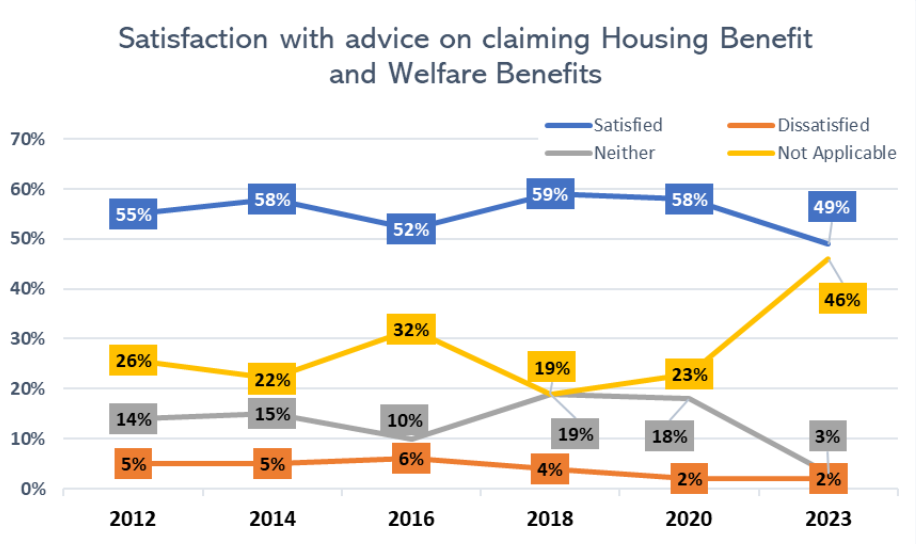 Satisfaction with advice on claiming Housing Benefit
and Welfare Benefits
Satisfied Dissatisfied
Neither Not Applicable
70%
60%
50%
40%
30%
20%
10%
0%
55% 58% 52% 59% 58% 49%
26% 22% 32% 19% 23% 46%
14% 15% 10% 19% 18% 3%
5% 5% 6% 4% 2% 2%
2012 2014 2016 2018 2020 2023